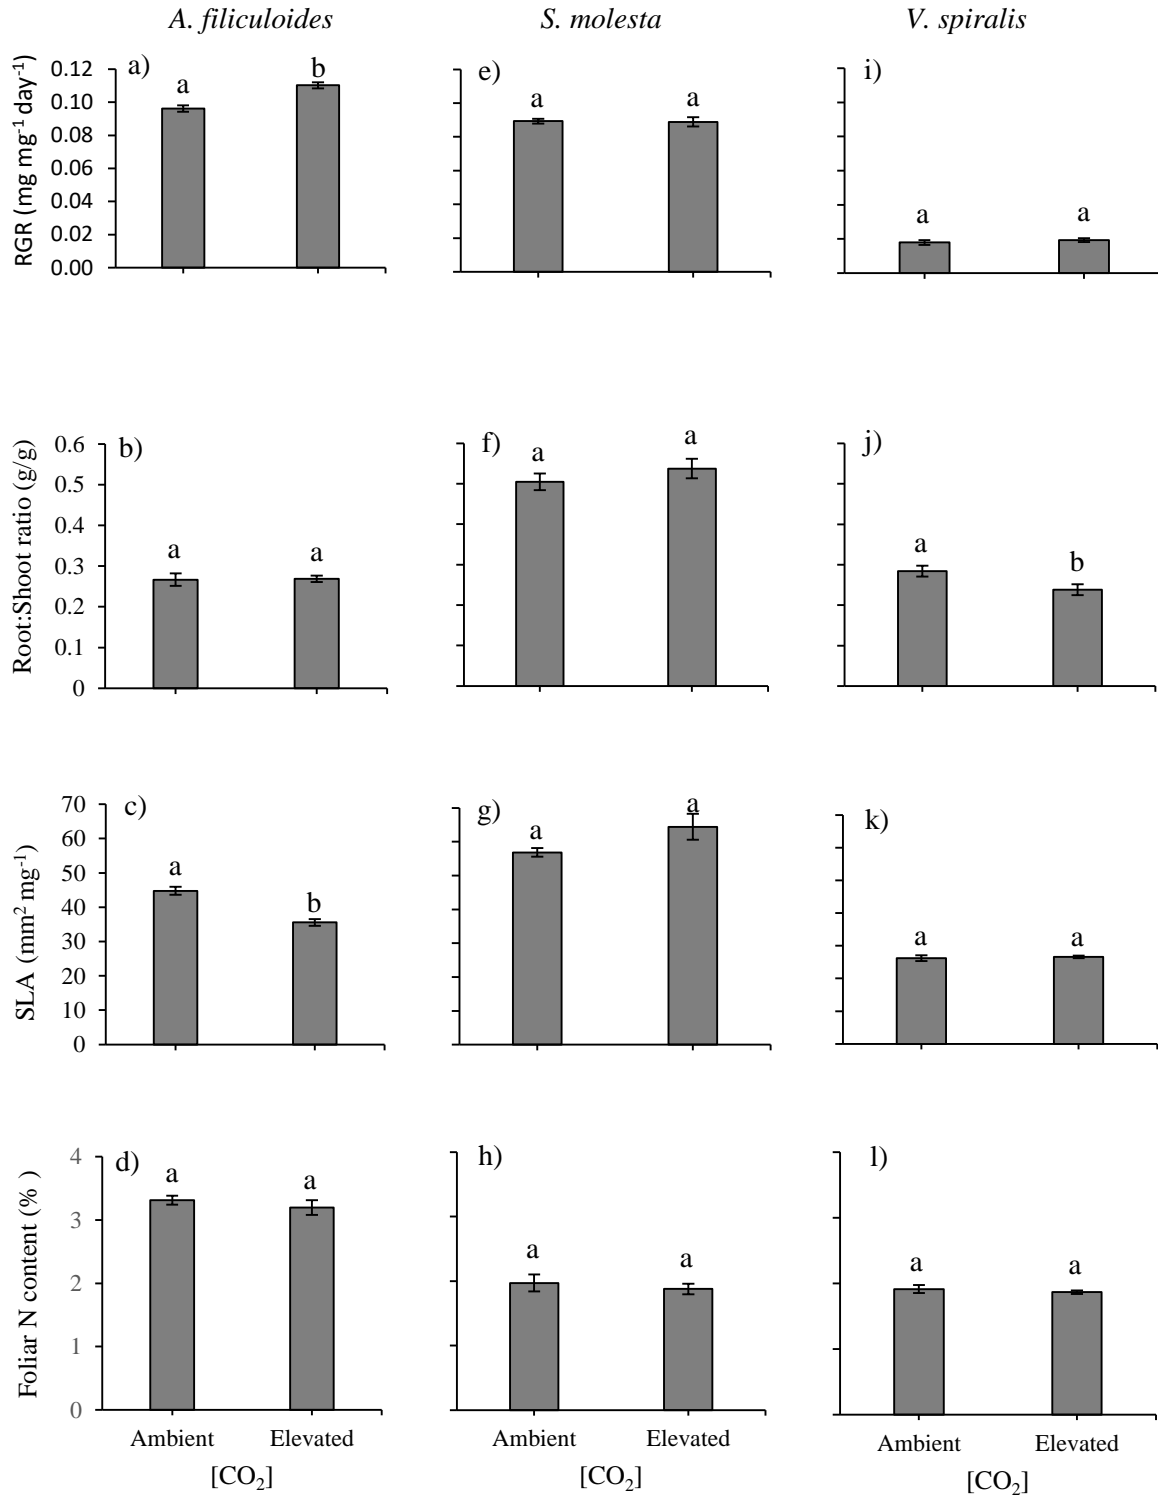 A. filiculoides S. molesta V. spiralis
RGR (mg mg⁻¹ day⁻¹)
0.12
0.10
0.08
0.06
0.04
0.02
0.00
a)
a
b
e)
a
a
i)
a
a
Root:Shoot ratio (g/g)
0.6
0.5
0.4
0.3
0.2
0.1
0
b)
a
a
f)
a
a
j)
a
b
SLA (mm² mg⁻¹)
70
60
50
40
30
20
10
0
c)
a
b
g)
a
a
k)
a
a
Foliar N content (% )
4
3
2
1
0
d)
a
a
h)
a
a
l)
a
a
Ambient Elevated
[CO₂]
Ambient Elevated
[CO₂]
Ambient Elevated
[CO₂]